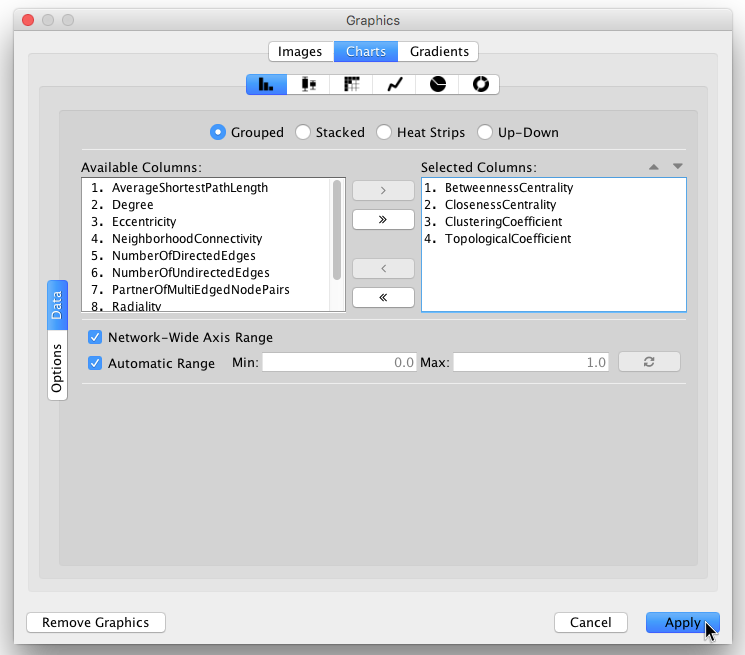 Graphics
Images Charts Gradients
Grouped Stacked Heat Strips Up-Down
Available Columns:
1. AverageShortestPathLength
2. Degree
3. Eccentricity
4. NeighborhoodConnectivity
5. NumberOfDirectedEdges
6. NumberOfUndirectedEdges
7. PartnerOfMultiEdgedNodePairs
8. Radiality
>
»
<
«
Selected Columns:
1. BetweennessCentrality
2. ClosenessCentrality
3. ClusteringCoefficient
4. TopologicalCoefficient
Data
Options
Network-Wide Axis Range
Automatic Range Min: 0.0 Max: 1.0
Remove Graphics Cancel Apply